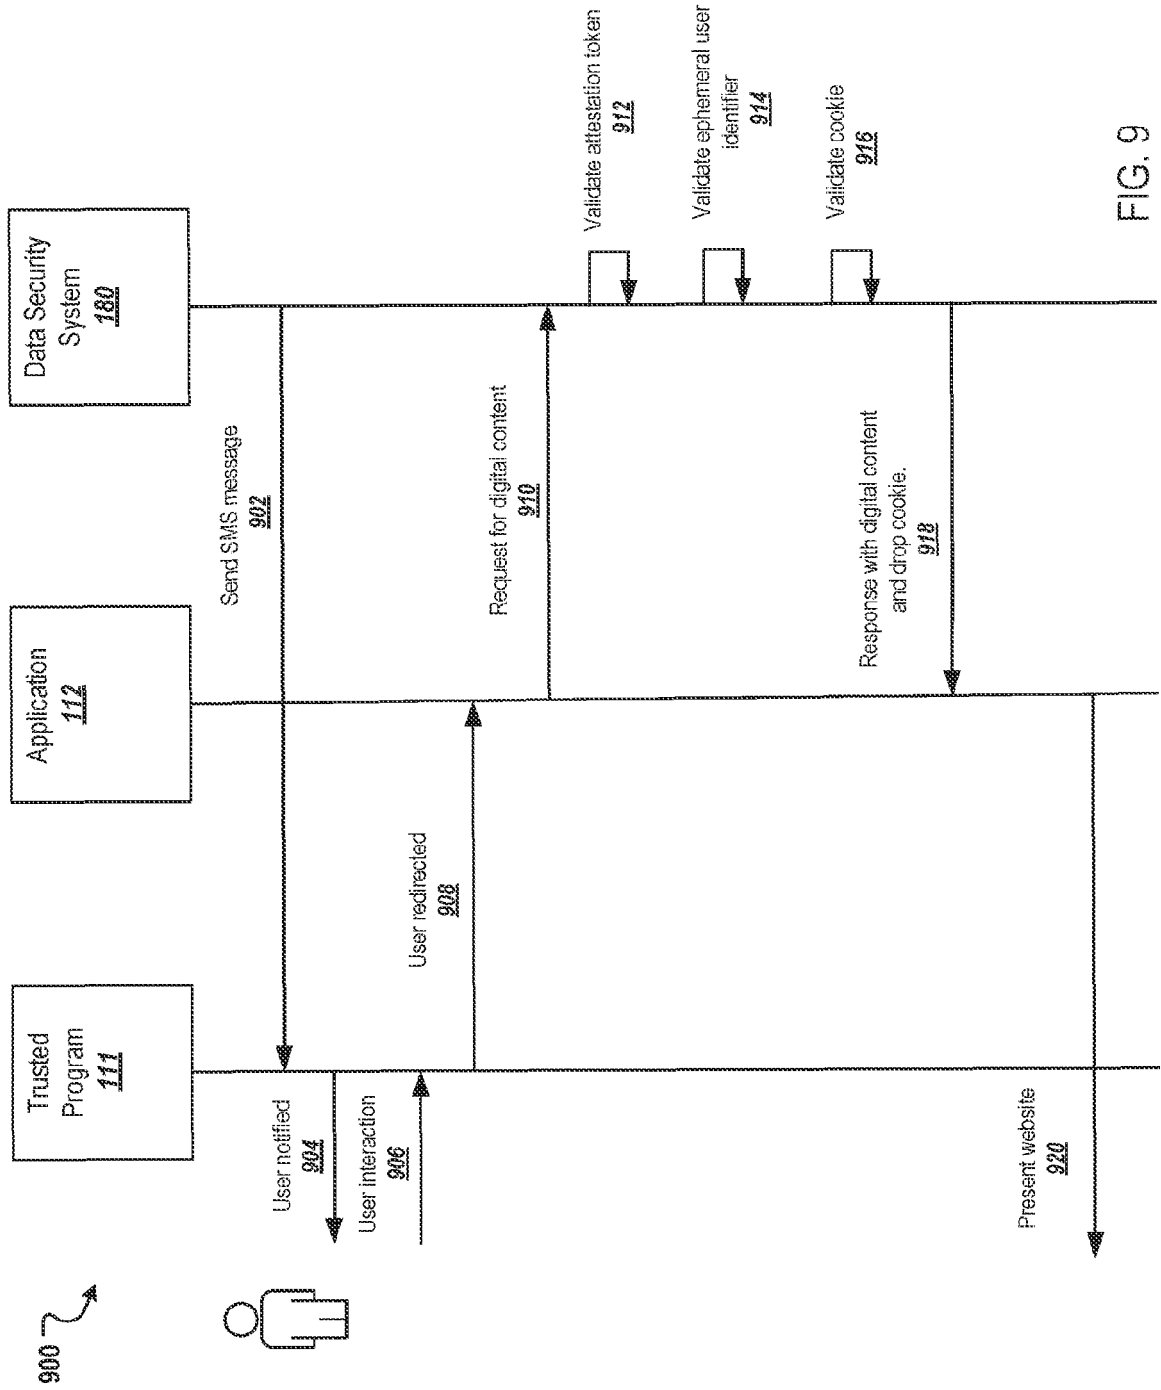 900
Trusted
Program
111
Application
112
Data Security
System
180
Send SMS message
902
User notified
904
User interaction
906
User redirected
908
Request for digital content
910
Validate attestation token
912
Validate ephemeral user
identifier
914
Validate cookie
916
Response with digital content
and drop cookie.
918
Present website
920
FIG. 9